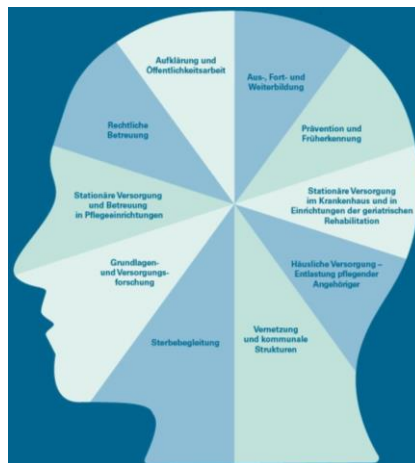 Aufklärung und
Öffentlichkeitsarbeit
Aus-, Fort- und
Weiterbildung
Rechtliche
Betreuung
Prävention und
Früherkennung
Stationäre Versorgung
und Betreuung
in Pflegeeinrichtungen
Stationäre Versorgung
im Krankenhaus und in
Einrichtungen der geriatrischen
Rehabilitation
Grundlagen-
und Versorgungs-
forschung
Häusliche Versorgung –
Entlastung pflegender
Angehöriger
Sterbebegleitung
Vernetzung
und kommunale
Strukturen